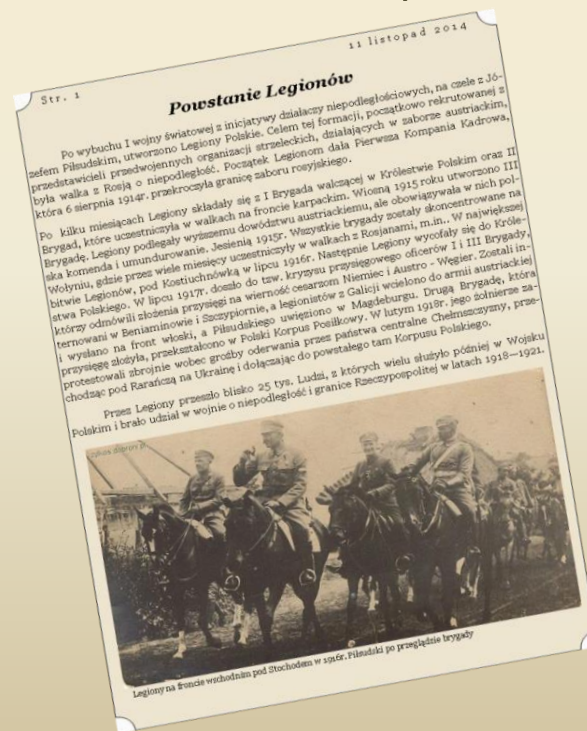 Str. 1
11 listopad 2014
Powstanie Legionów
Po wybuchu I wojny światowej z inicjatywy działaczy niepodległościowych, na czele z Jó-
zefem Piłsudskim, utworzono Legiony Polskie. Celem tej formacji, początkowo rekrutowanej z
przedstawicieli przedwojennych organizacji strzeleckich, działających w zaborze austriackim,
była walka z Rosją o niepodległość. Początek Legionom dała Pierwsza Kompania Kadrowa,
która 6 sierpnia 1914r. przekroczyła granicę zaboru rosyjskiego.
Po kilku miesiącach Legiony składały się z I Brygada walczącej w Królestwie Polskim oraz II
Brygad, które uczestniczyła w walkach na froncie karpackim. Wiosną 1915 roku utworzono III
Brygadę. Legiony podlegały wyższemu dowództwu austriackiemu, ale obowiązywała w nich pol-
ska komenda i umundurowanie. Jesienią 1915r. Wszystkie brygady zostały skoncentrowane na
Wołyniu, gdzie przez wiele miesięcy uczestniczyły w walkach z Rosjanami, m.in.. W największej
bitwie Legionów, pod Kostiuchnówką w lipcu 1916r. Następnie Legiony wycofały się do Króle-
stwa Polskiego. W lipcu 1917r. doszło do tzw. kryzysu przysięgowego oficerów I i III Brygady,
którzy odmówili złożenia przysięgi na wierność cesarzom Niemiec i Austro - Węgier. Zostali in-
ternowani w Beniaminowie i Szczypiornie, a legionistów z Galicji wcielono do armii austriackiej
i wysłano na front włoski, a Piłsudskiego uwięziono w Magdeburgu. Drugą Brygadę, która
przysięgę złożyła, przekształcono w Polski Korpus Posiłkowy. W lutym 1918r. jego żołnierze za-
protestowali zbrojnie wobec groźby oderwania przez państwa centralne Chełmszczyzny, prze-
chodząc pod Rarańczą na Ukrainę i dołączając do powstałego tam Korpusu Polskiego.
Przez Legiony przeszło blisko 25 tys. Ludzi, z których wielu służyło później w Wojsku
Polskim i brało udział w wojnie o niepodległość i granice Rzeczypospolitej w latach 1918—1921.
Legiony na froncie wschodnim pod Stochodem w 1916r. Piłsudski po przeglądzie brygady